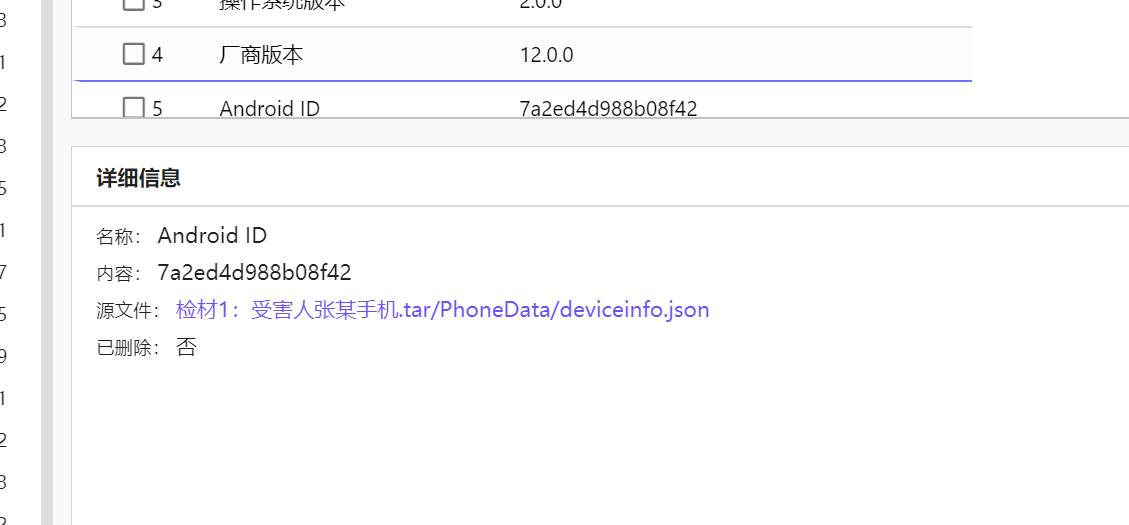 3 操作系统版本 2.0.0
4 厂商版本 12.0.0
5 Android ID 7a2ed4d988b08f42
详细信息
名称： Android ID
内容： 7a2ed4d988b08f42
源文件： 检材1：受害人张某手机.tar/PhoneData/deviceinfo.json
已删除： 否